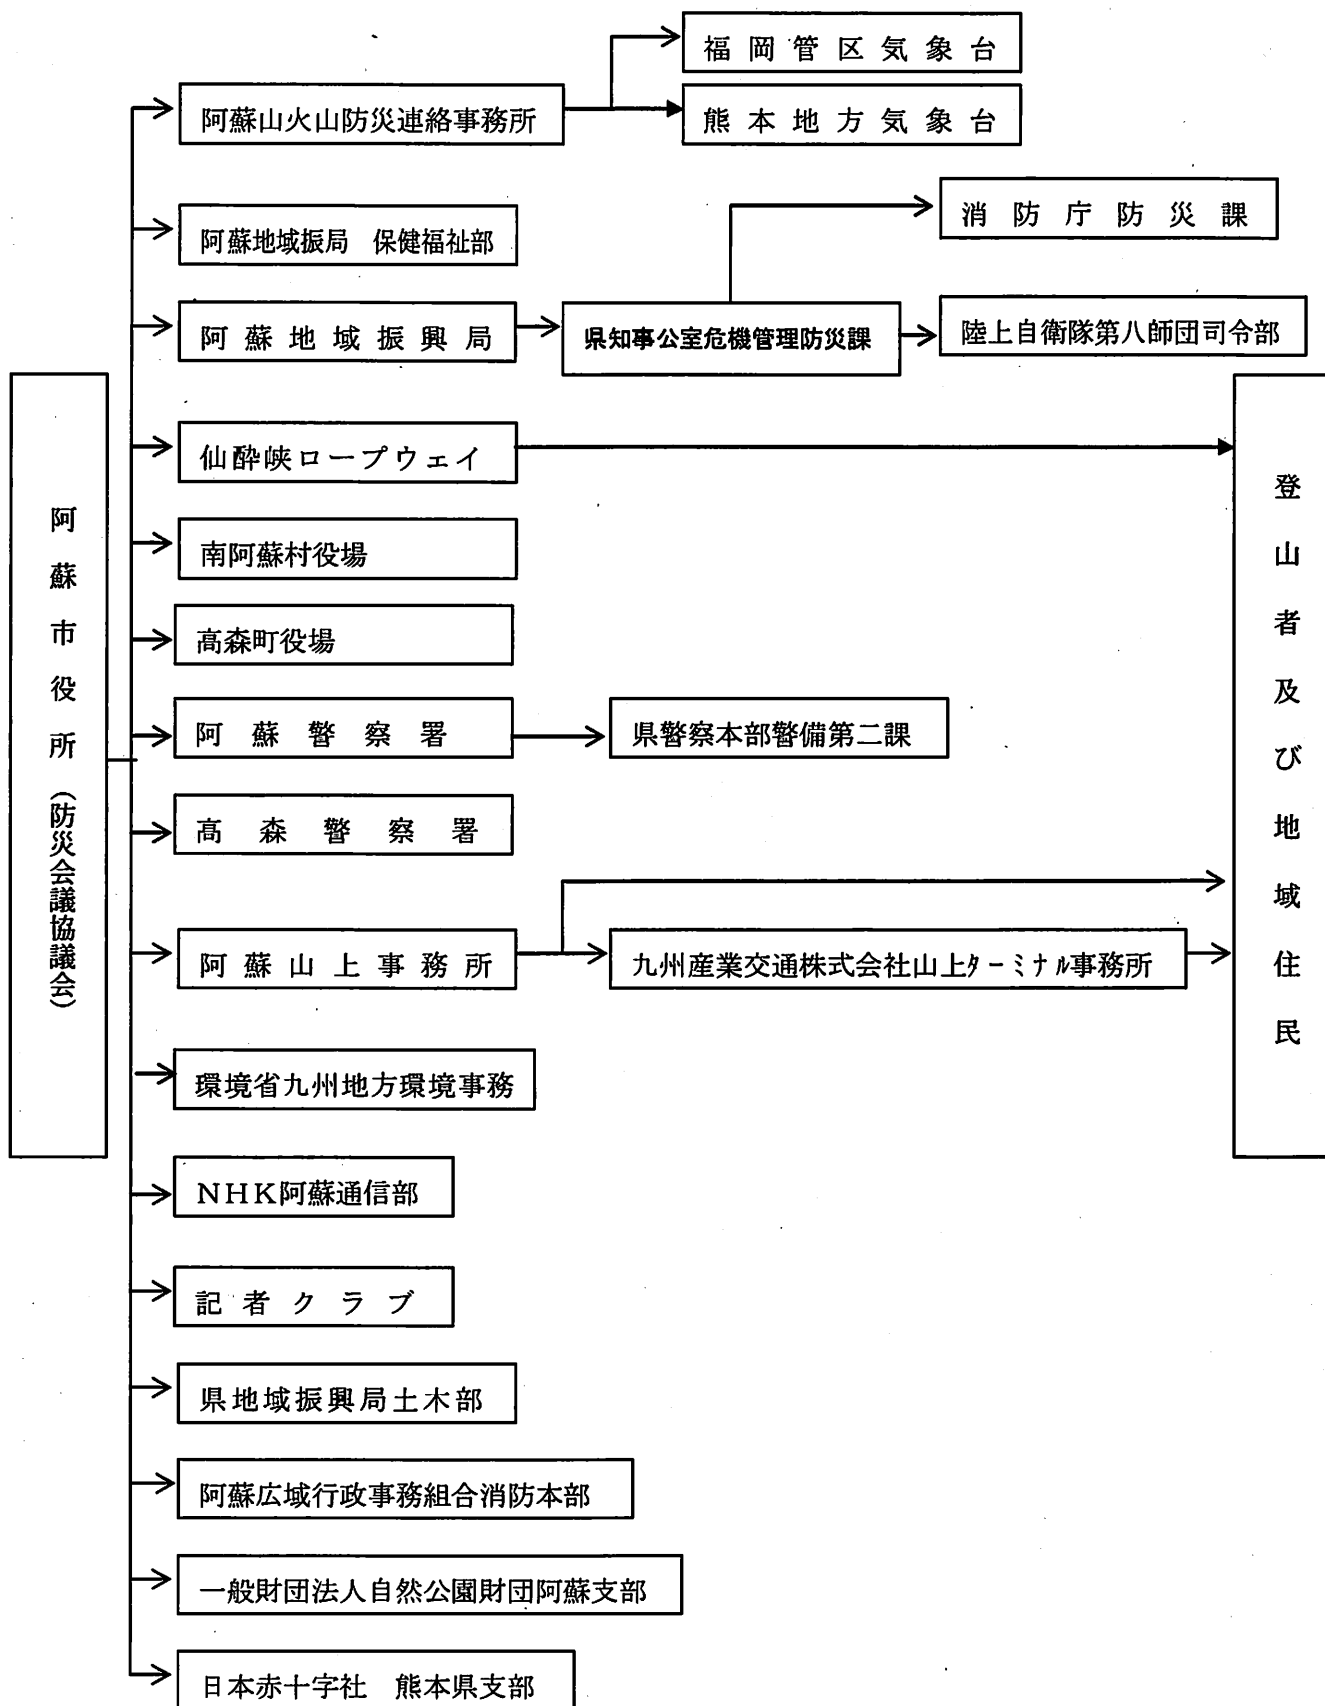 福岡管区気象台
阿蘇山火山防災連絡事務所
熊本地方気象台
消防庁防災課
阿蘇地域振局　保健福祉部
阿蘇地域振興局
県知事公室危機管理防災課
陸上自衛隊第八師団司令部
阿蘇市役所（防災会議協議会）
仙酔峡ロープウェイ
登山者及び地域住民
南阿蘇村役場
高森町役場
阿蘇警察署
県警察本部警備第二課
高森警察署
阿蘇山上事務所
九州産業交通株式会社山上ﾀｰﾐﾅﾙ事務所
環境省九州地方環境事務
NHK阿蘇通信部
記者クラブ
県地域振興局土木部
阿蘇広域行政事務組合消防本部
一般財団法人自然公園財団阿蘇支部
日本赤十字社　熊本県支部